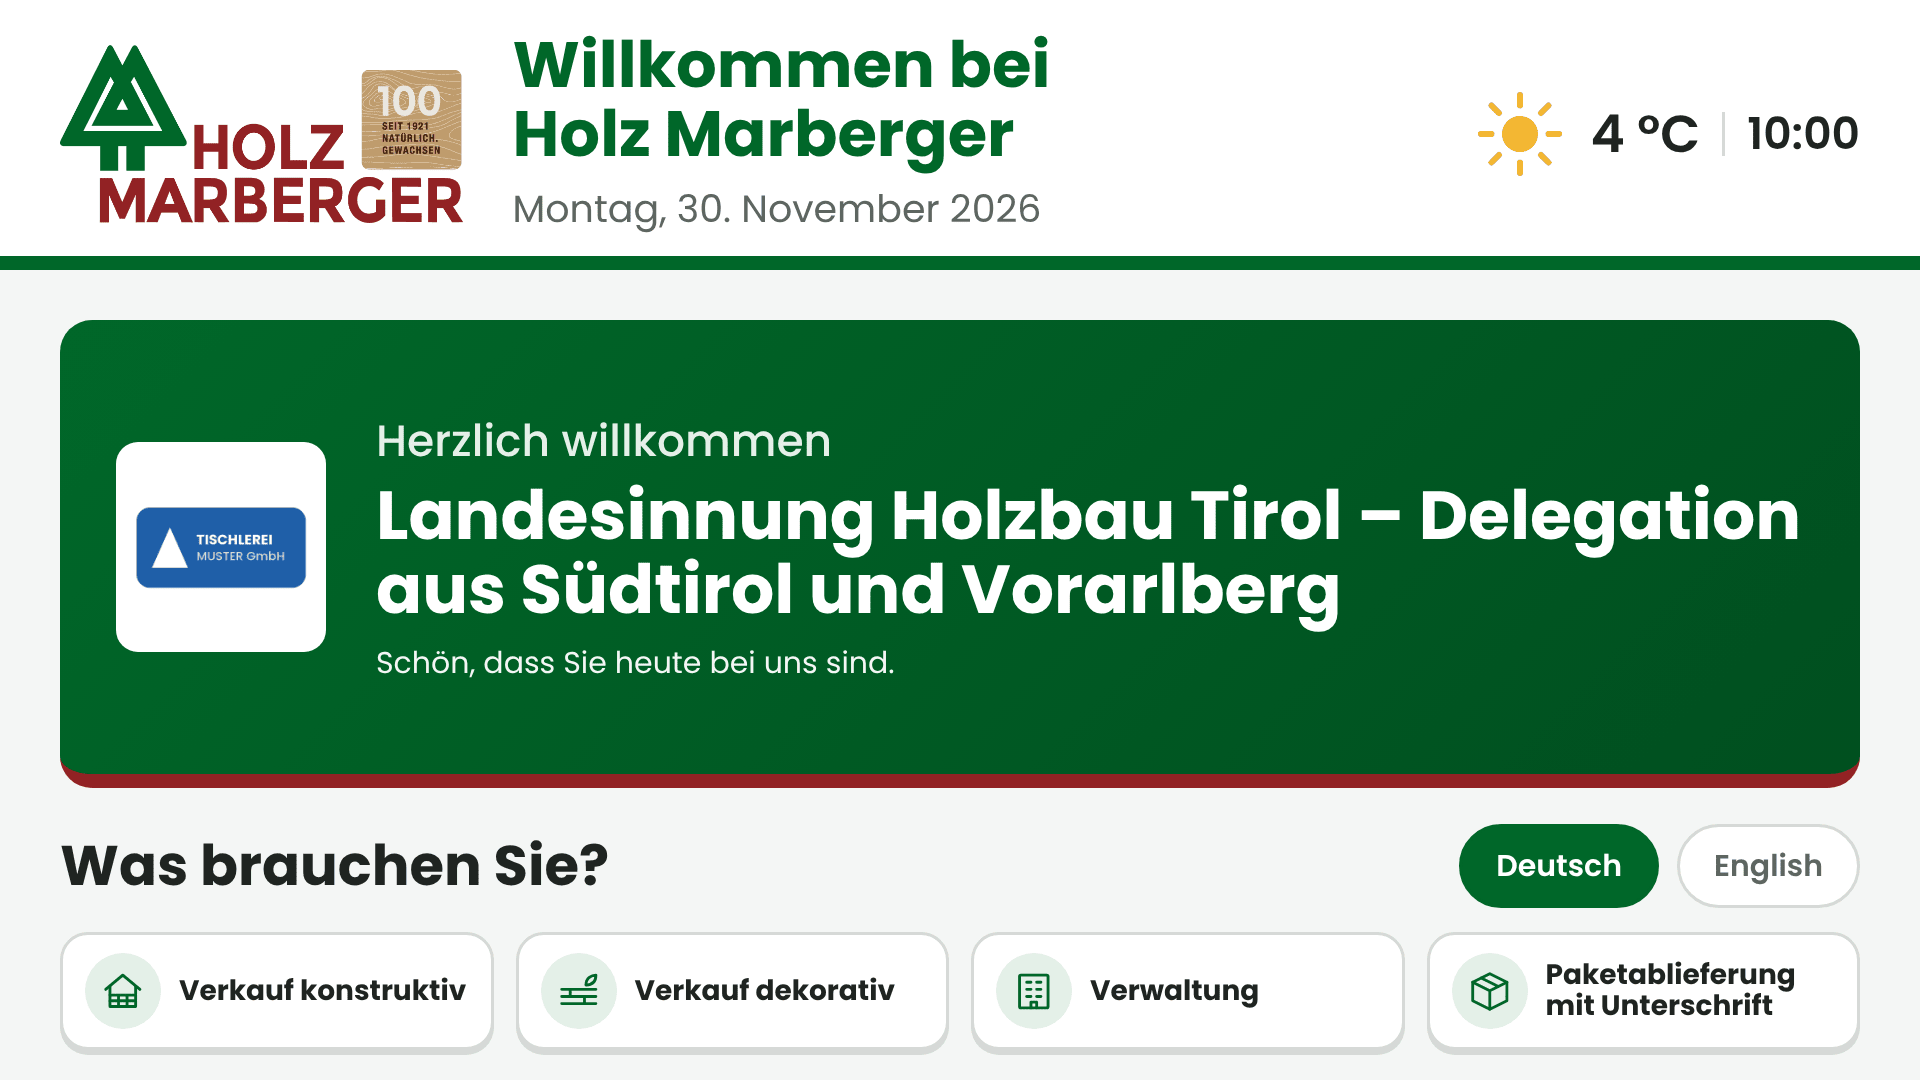 HOLZ
MARBERGER
100
SEIT 1921
NATÜRLICH.
GEWACHSEN
Willkommen bei
Holz Marberger
Montag, 30. November 2026
4 °C
10:00
TISCHLEREI
MUSTER GmbH
Herzlich willkommen
Landesinnung Holzbau Tirol – Delegation
aus Südtirol und Vorarlberg
Schön, dass Sie heute bei uns sind.
Was brauchen Sie?
Deutsch
English
Verkauf konstruktiv
Verkauf dekorativ
Verwaltung
Paketablieferung
mit Unterschrift